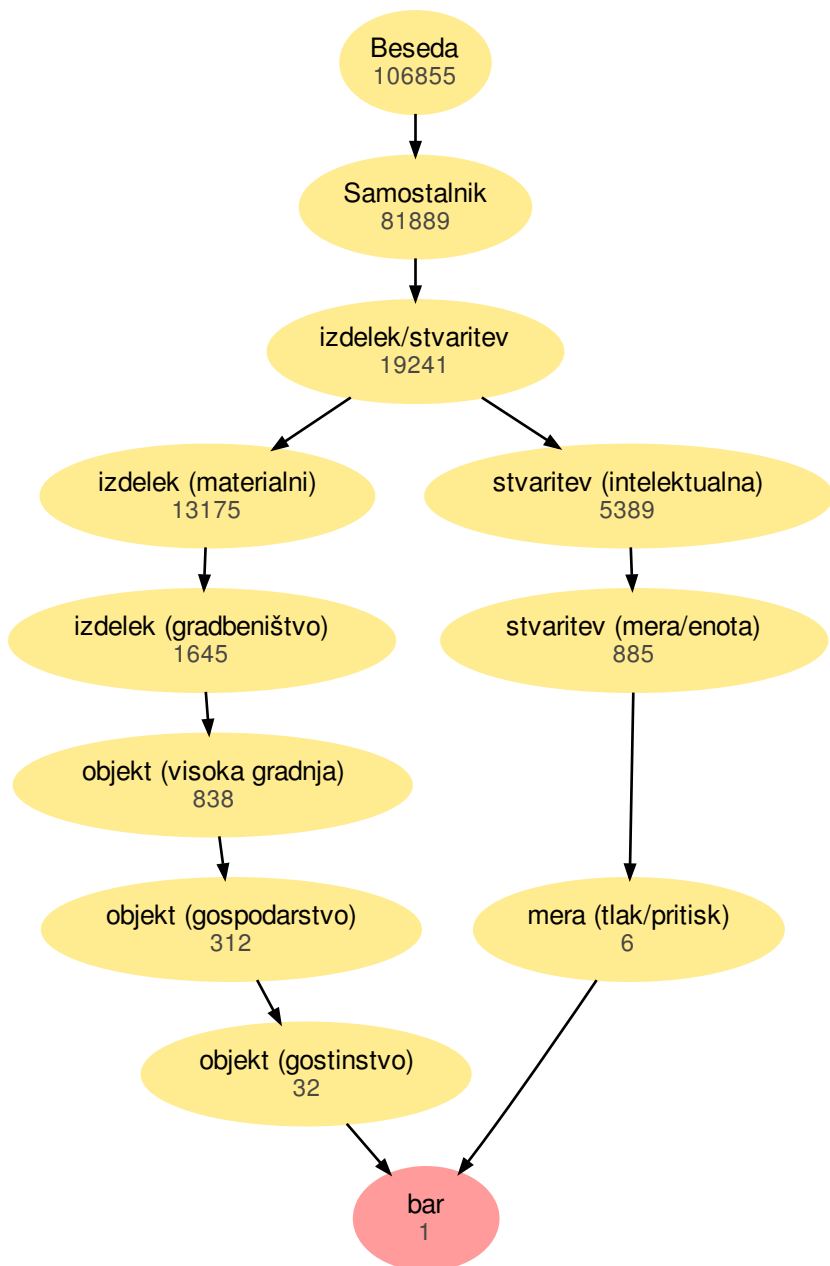 Beseda
106855
Samostalnik
81889
izdelek/stvaritev
19241
izdelek (materialni)
13175
stvaritev (intelektualna)
5389
izdelek (gradbeništvo)
1645
stvaritev (mera/enota)
885
objekt (visoka gradnja)
838
objekt (gospodarstvo)
312
mera (tlak/pritisk)
6
objekt (gostinstvo)
32
bar
1